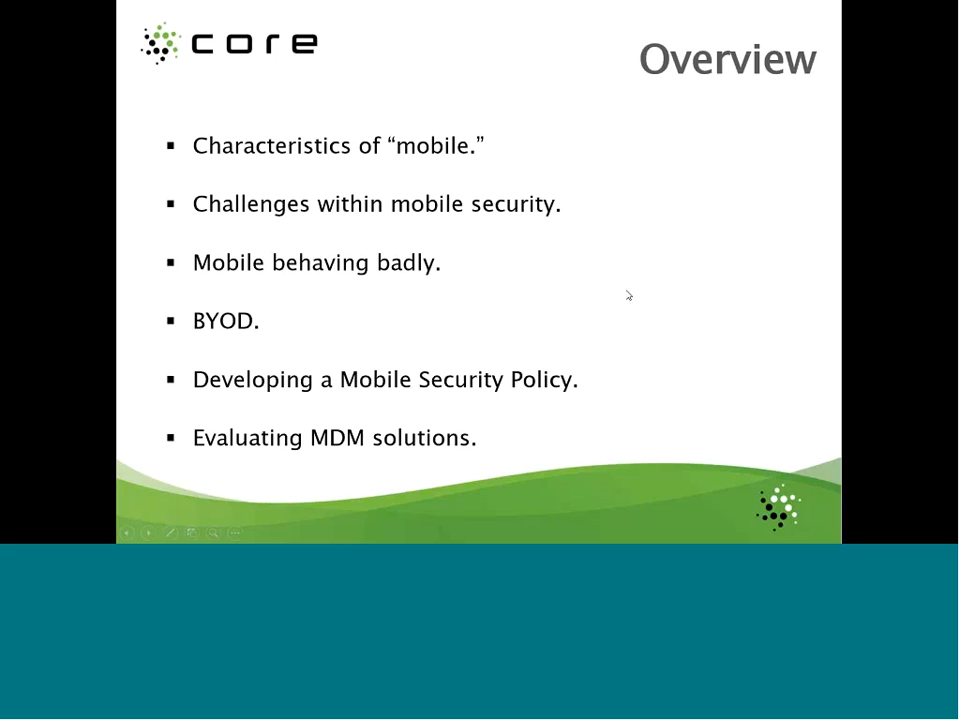 core
Overview
▪ Characteristics of “mobile.”
▪ Challenges within mobile security.
▪ Mobile behaving badly.
▪ BYOD.
▪ Developing a Mobile Security Policy.
▪ Evaluating MDM solutions.